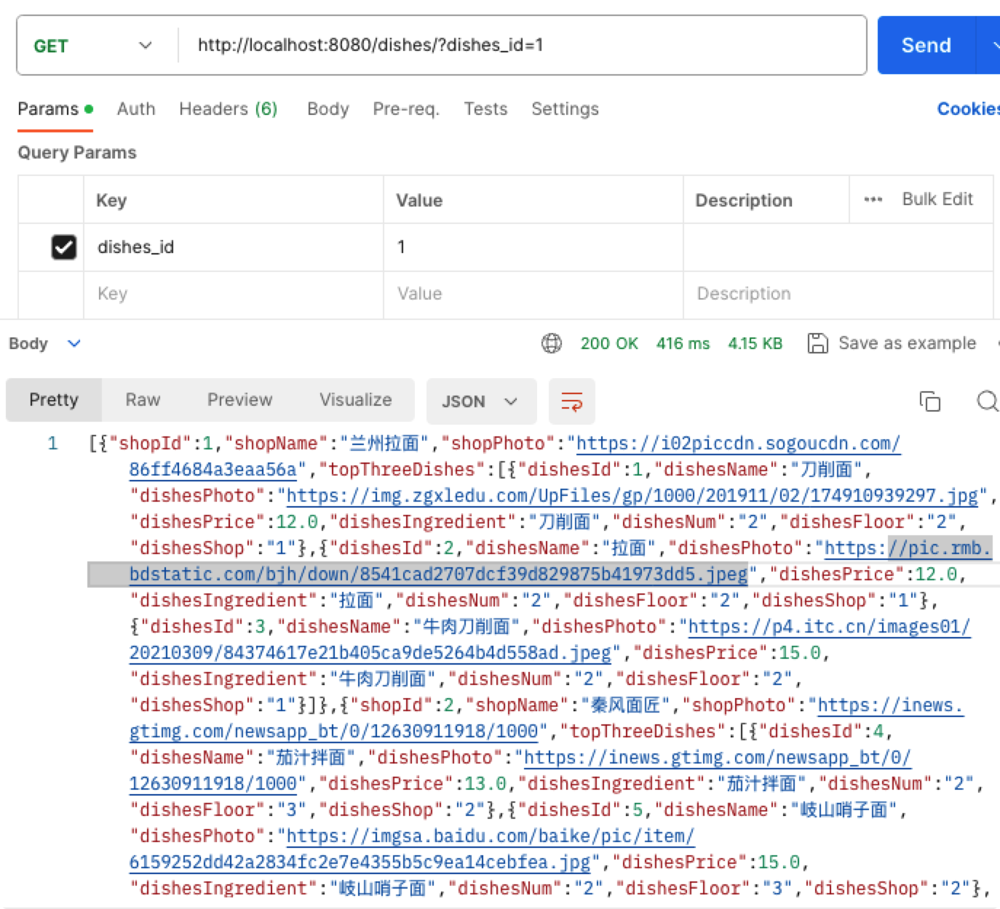 GET http://localhost:8080/dishes/?dishes_id=1 Send
Params Auth Headers (6) Body Pre-req. Tests Settings Cookies
Query Params
Key Value Description ••• Bulk Edit
dishes_id 1
Key Value Description
Body 200 OK 416 ms 4.15 KB Save as example
Pretty Raw Preview Visualize JSON
1 [{"shopId":1,"shopName":"兰州拉面","shopPhoto":"https://i02piccdn.sogoucdn.com/
86ff4684a3eaa56a","topThreeDishes":[{"dishesId":1,"dishesName":"刀削面",
"dishesPhoto":"https://img.zgxledu.com/UpFiles/gp/1000/201911/02/174910939297.jpg",
"dishesPrice":12.0,"dishesIngredient":"刀削面","dishesNum":"2","dishesFloor":"2",
"dishesShop":"1"},{"dishesId":2,"dishesName":"拉面","dishesPhoto":"https://pic.rmb.
bdstatic.com/bjh/down/8541cad2707dcf39d829875b41973dd5.jpeg","dishesPrice":12.0,
"dishesIngredient":"拉面","dishesNum":"2","dishesFloor":"2","dishesShop":"1"},
{"dishesId":3,"dishesName":"牛肉刀削面","dishesPhoto":"https://p4.itc.cn/images01/
20210309/84374617e21b405ca9de5264b4d558ad.jpeg","dishesPrice":15.0,
"dishesIngredient":"牛肉刀削面","dishesNum":"2","dishesFloor":"2",
"dishesShop":"1"}]},{"shopId":2,"shopName":"秦风面匠","shopPhoto":"https://inews.
gtimg.com/newsapp_bt/0/12630911918/1000","topThreeDishes":[{"dishesId":4,
"dishesName":"茄汁拌面","dishesPhoto":"https://inews.gtimg.com/newsapp_bt/0/
12630911918/1000","dishesPrice":13.0,"dishesIngredient":"茄汁拌面","dishesNum":"2",
"dishesFloor":"3","dishesShop":"2"},{"dishesId":5,"dishesName":"岐山哨子面",
"dishesPhoto":"https://imgsa.baidu.com/baike/pic/item/
6159252dd42a2834fc2e7e4355b5c9ea14cebfea.jpg","dishesPrice":15.0,
"dishesIngredient":"岐山哨子面","dishesNum":"2","dishesFloor":"3","dishesShop":"2"},